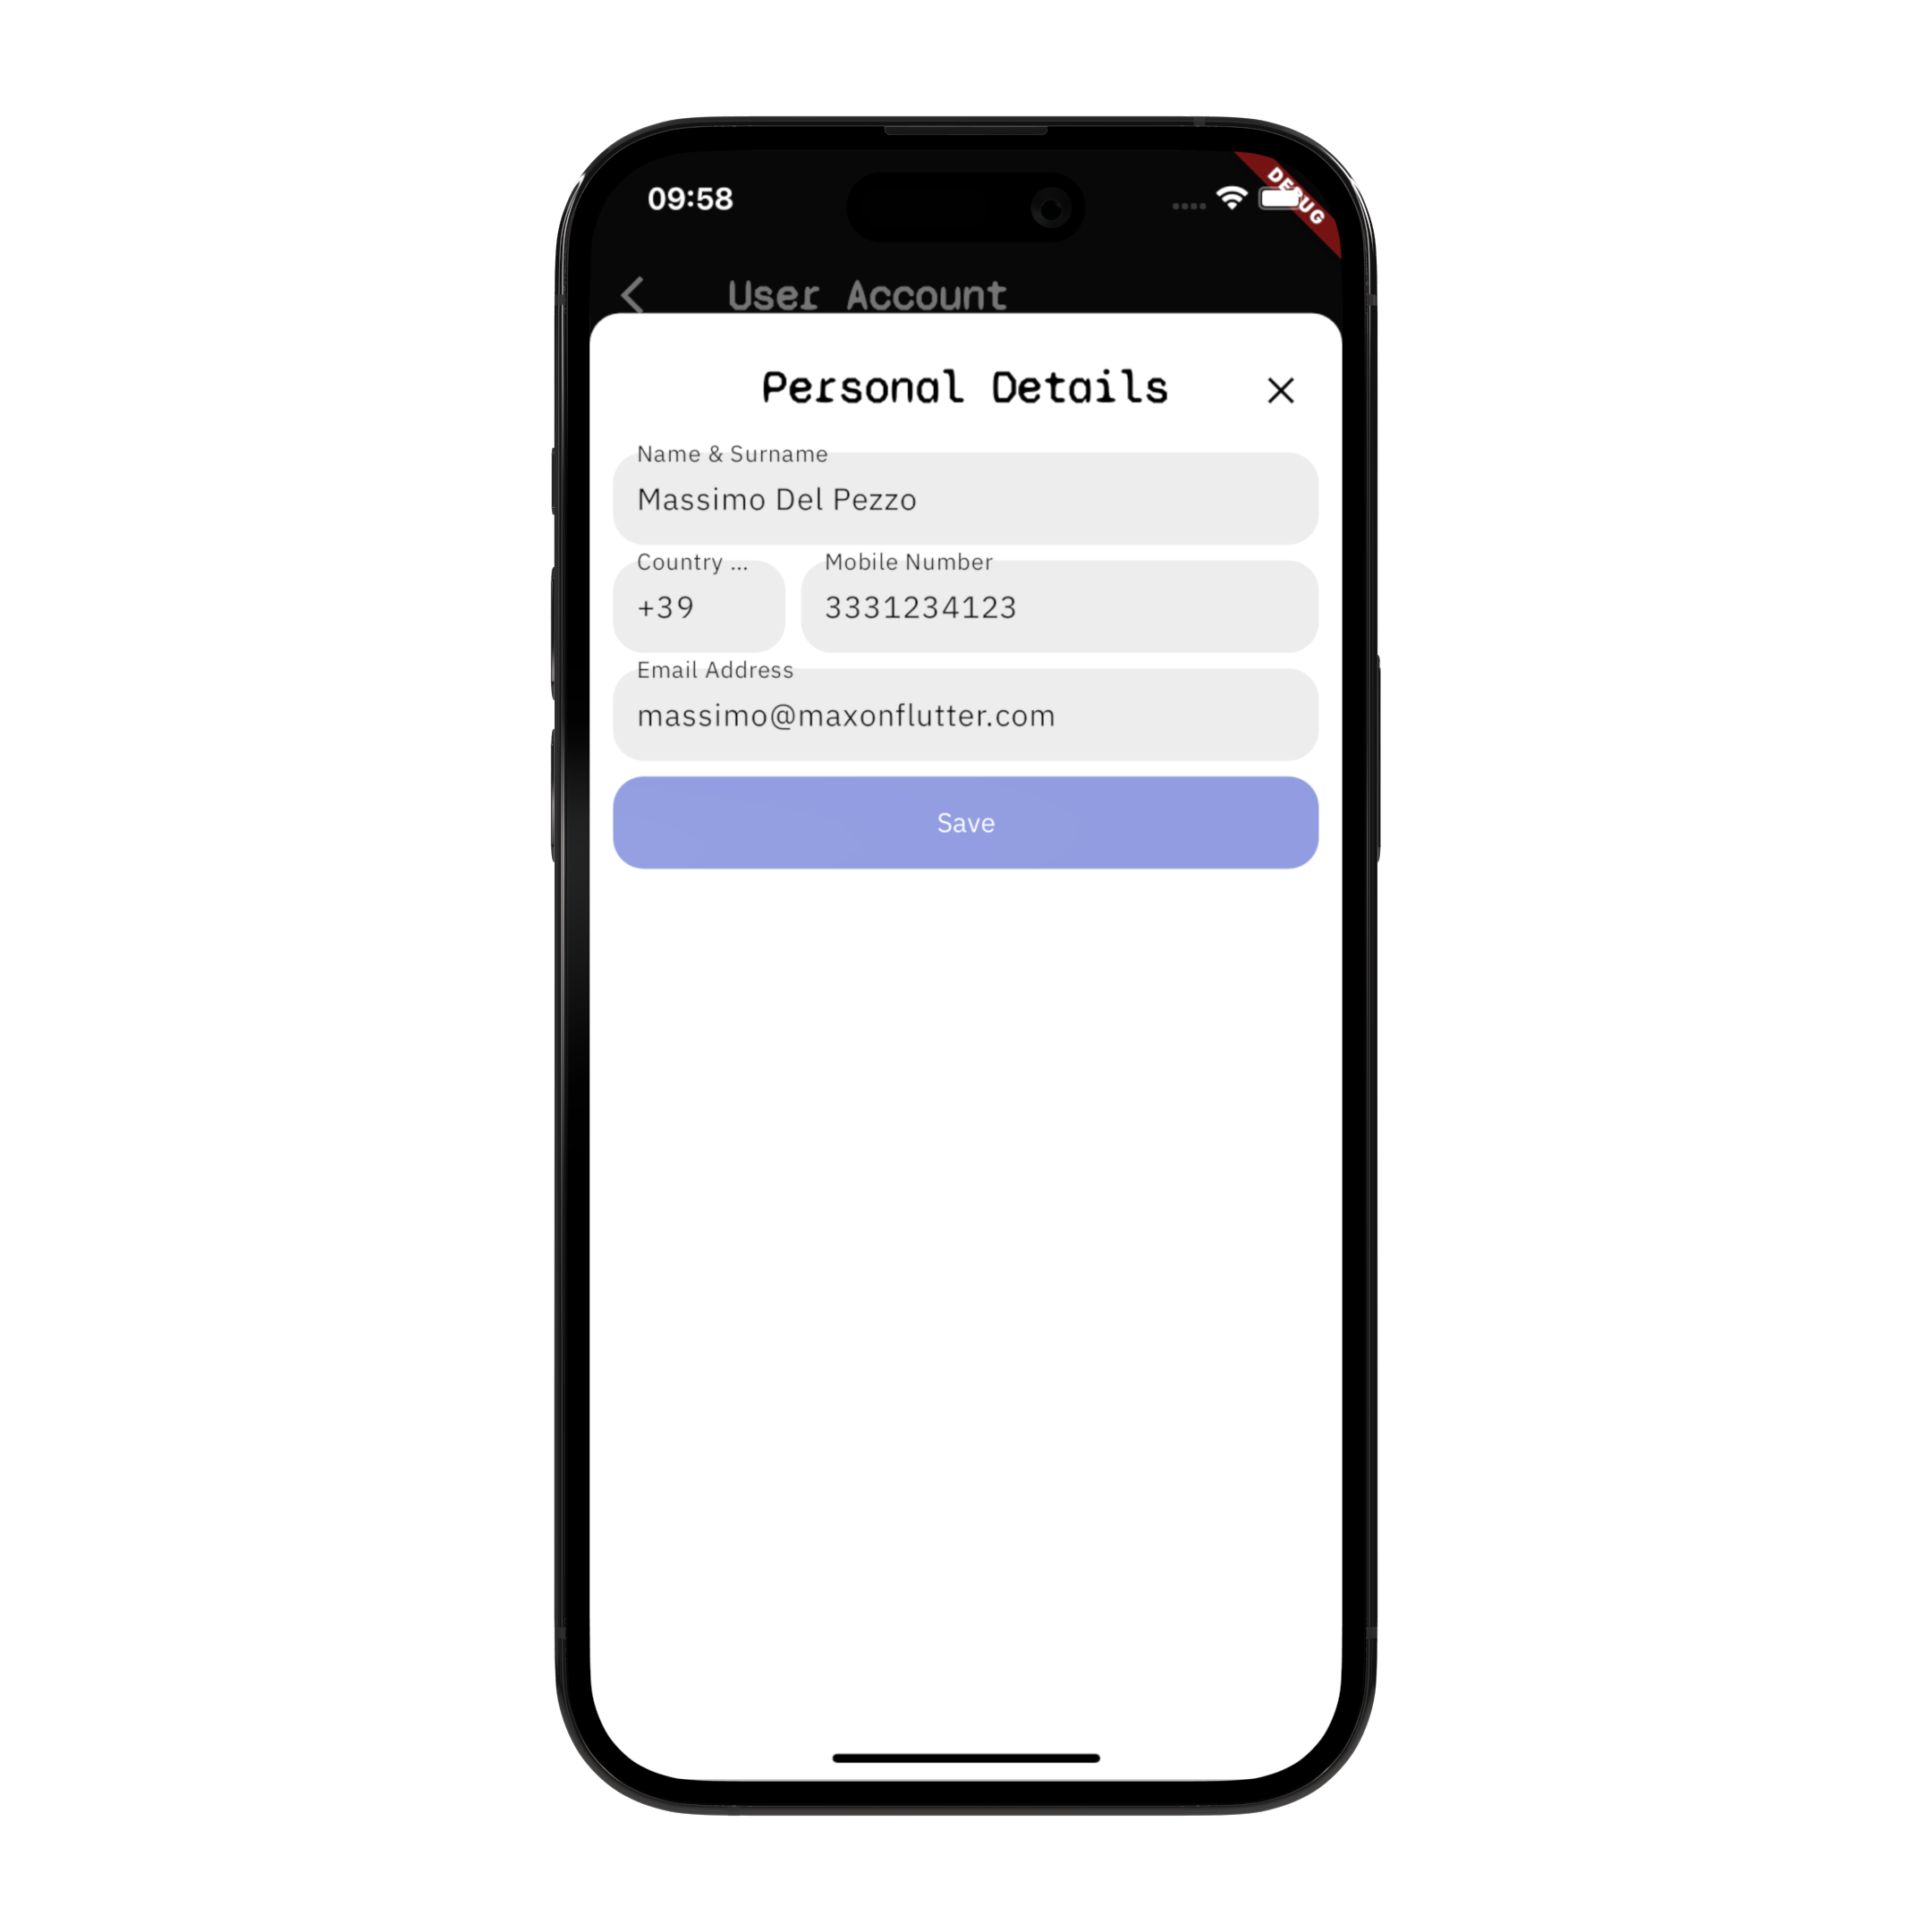 09:58
DEBUG
User Account
Personal Details
Name & Surname
Massimo Del Pezzo
Country ... Mobile Number
+39 3331234123
Email Address
massimo@maxonflutter.com
Save